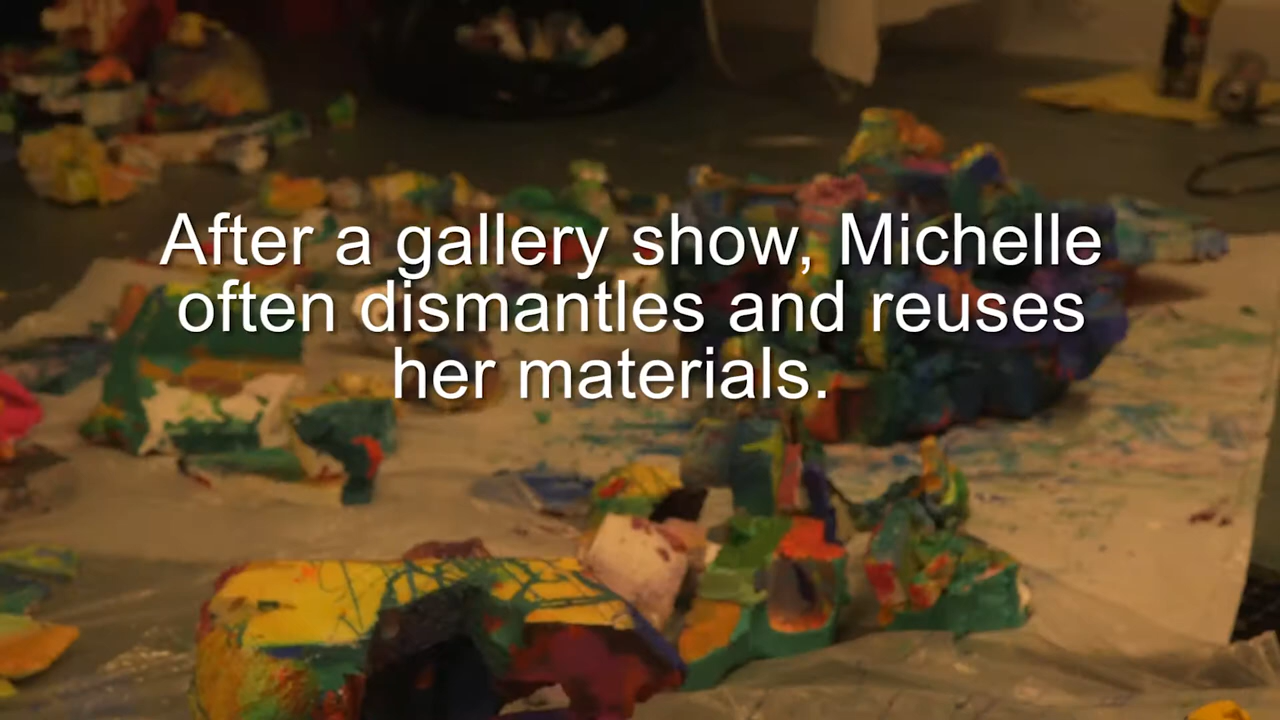 After a gallery show, Michelle
often dismantles and reuses
her materials.